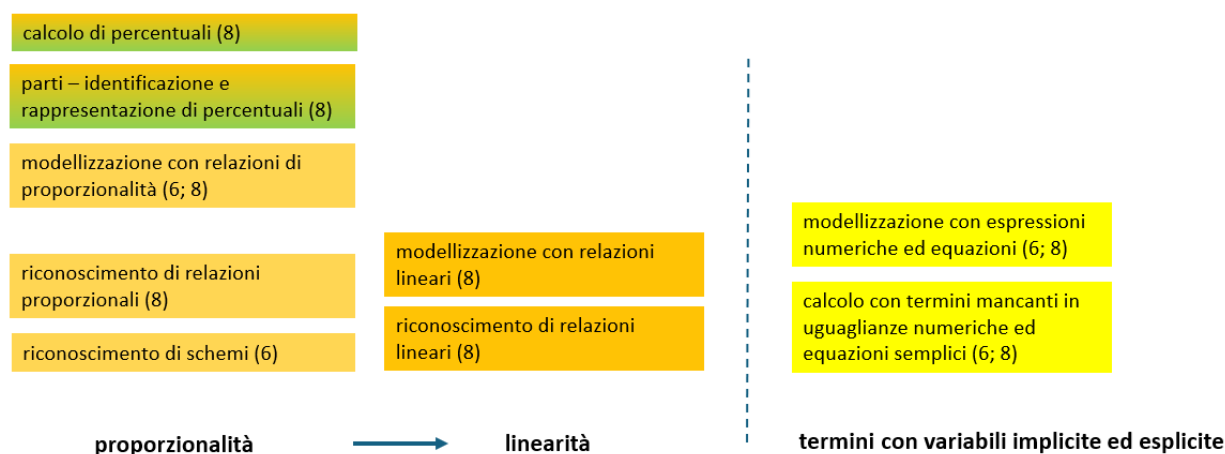 calcolo di percentuali (8)
parti – identificazione e
rappresentazione di percentuali (8)
modellizzazione con relazioni di
proporzionalità (6; 8)
riconoscimento di relazioni
proporzionali (8)
riconoscimento di schemi (6)
proporzionalità
modellizzazione con relazioni
lineari (8)
riconoscimento di relazioni
lineari (8)
linearità
modellizzazione con espressioni
numeriche ed equazioni (6; 8)
calcolo con termini mancanti in
uguaglianze numeriche ed
equazioni semplici (6; 8)
termini con variabili implicite ed esplicite